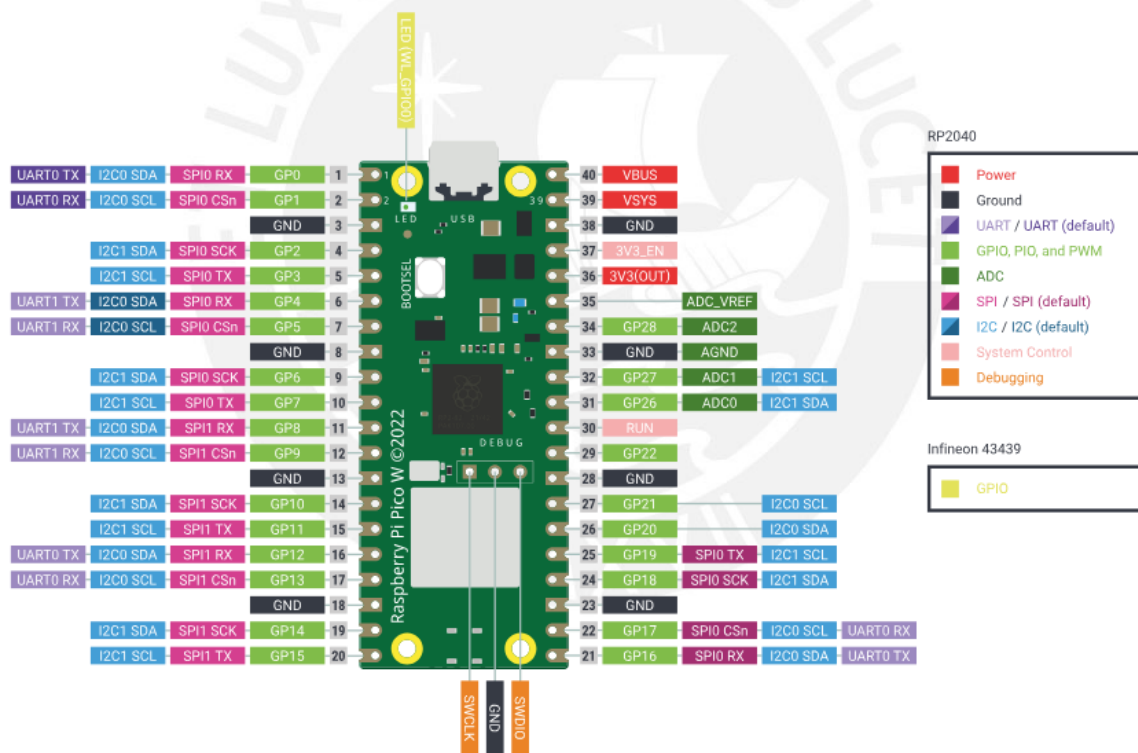 LUX
LUCET
LED (WL_GPIO0)
UART0 TX I2C0 SDA SPI0 RX GP0 1
UART0 RX I2C0 SCL SPI0 CSn GP1 2
GND 3
I2C1 SDA SPI0 SCK GP2 4
I2C1 SCL SPI0 TX GP3 5
UART1 TX I2C0 SDA SPI0 RX GP4 6
UART1 RX I2C0 SCL SPI0 CSn GP5 7
GND 8
I2C1 SDA SPI0 SCK GP6 9
I2C1 SCL SPI0 TX GP7 10
UART1 TX I2C0 SDA SPI1 RX GP8 11
UART1 RX I2C0 SCL SPI1 CSn GP9 12
GND 13
I2C1 SDA SPI1 SCK GP10 14
I2C1 SCL SPI1 TX GP11 15
UART0 TX I2C0 SDA SPI1 RX GP12 16
UART0 RX I2C0 SCL SPI1 CSn GP13 17
GND 18
I2C1 SDA SPI1 SCK GP14 19
I2C1 SCL SPI1 TX GP15 20
1
2
39
LED
USB
BOOTSEL
DEBUG
Raspberry Pi Pico W ©2022
40 VBUS
39 VSYS
38 GND
37 3V3_EN
36 3V3(OUT)
35 ADC_VREF
34 GP28 ADC2
33 GND AGND
32 GP27 ADC1 I2C1 SCL
31 GP26 ADC0 I2C1 SDA
30 RUN
29 GP22
28 GND
27 GP21 I2C0 SCL
26 GP20 I2C0 SDA
25 GP19 SPI0 TX I2C1 SCL
24 GP18 SPI0 SCK I2C1 SDA
23 GND
22 GP17 SPI0 CSn I2C0 SCL UART0 RX
21 GP16 SPI0 RX I2C0 SDA UART0 TX
SWCLK
GND
SWDIO
RP2040
Power
Ground
UART / UART (default)
GPIO, PIO, and PWM
ADC
SPI / SPI (default)
I2C / I2C (default)
System Control
Debugging
Infineon 43439
GPIO